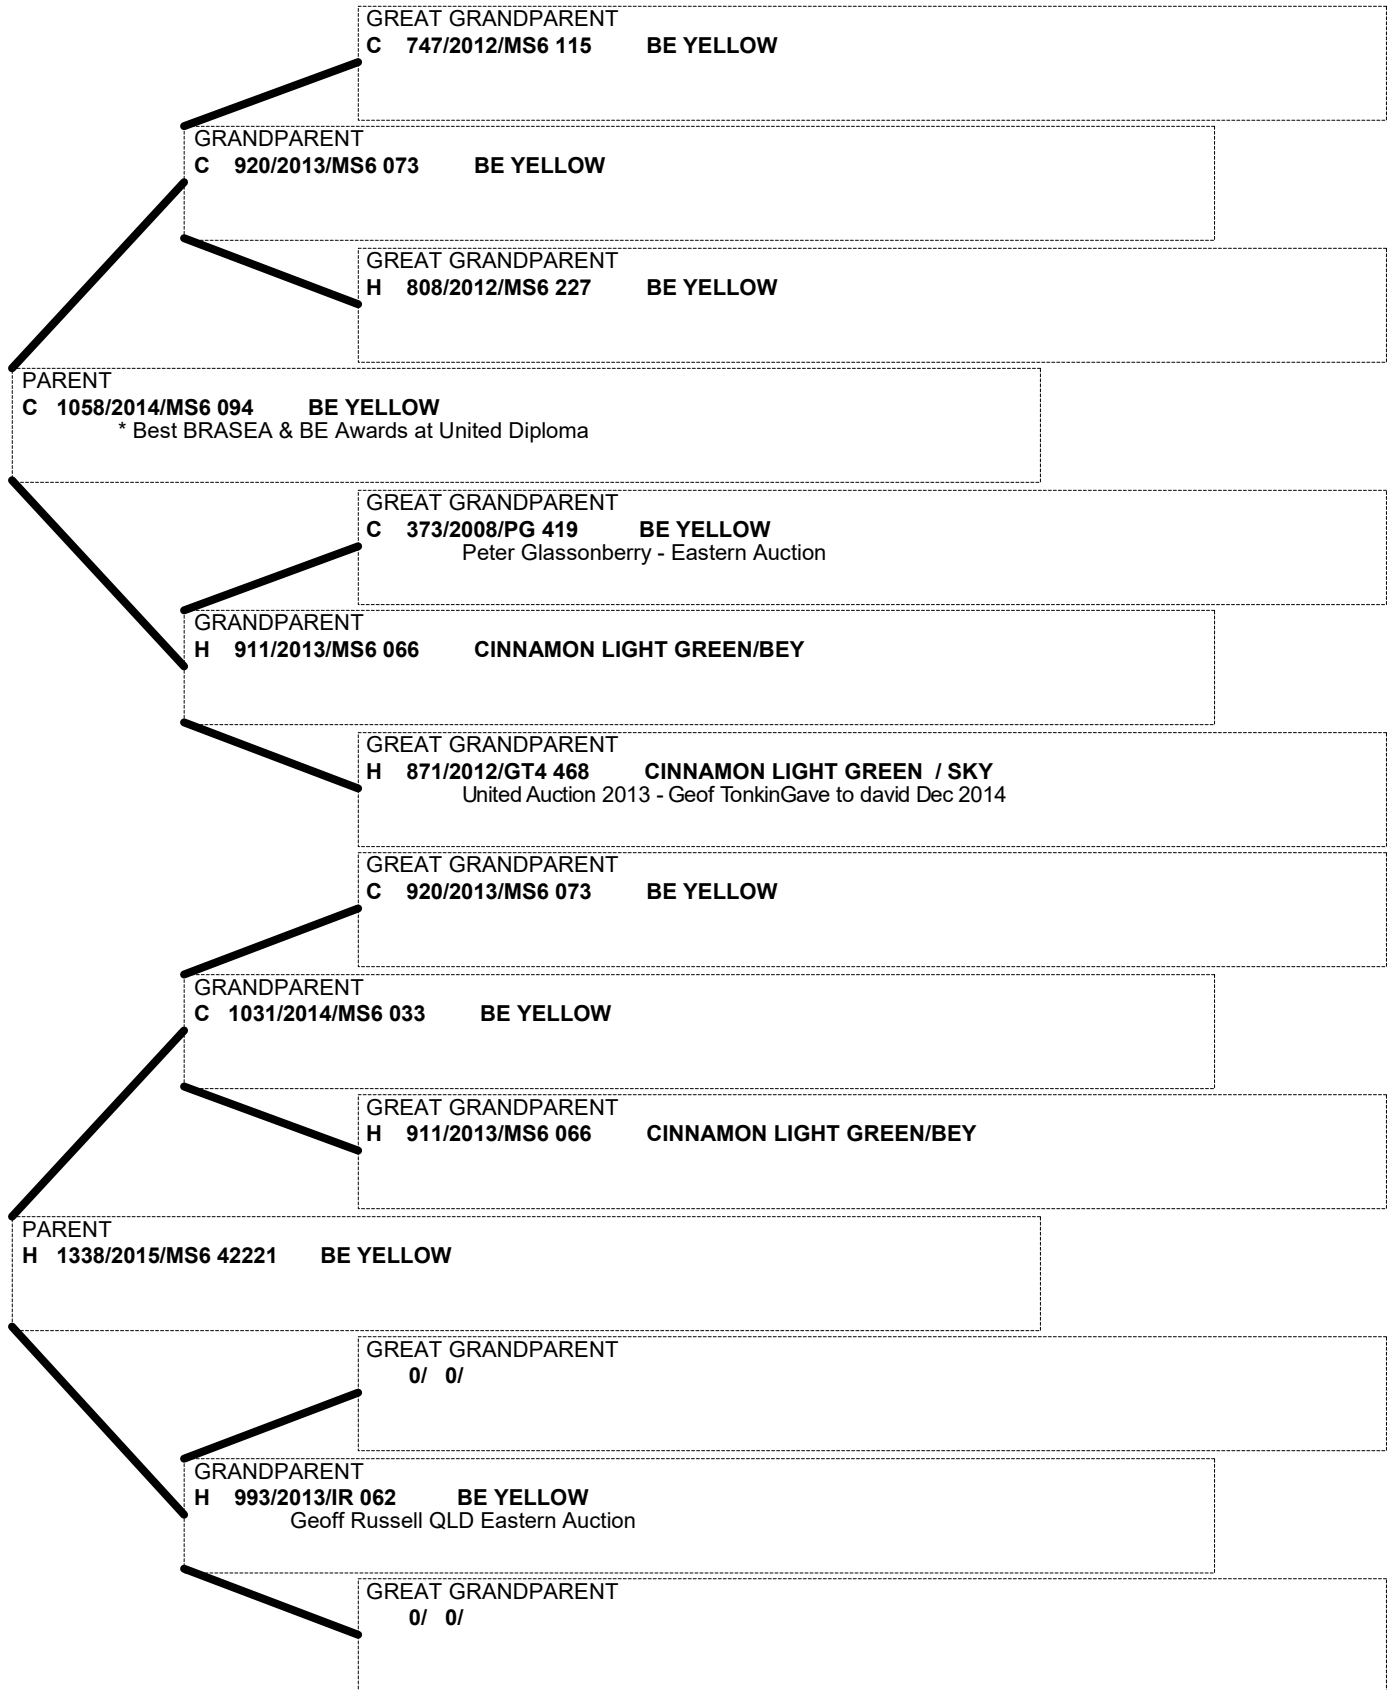 GREAT GRANDPARENT
C 747/2012/MS6 115 BE YELLOW
GRANDPARENT
C 920/2013/MS6 073 BE YELLOW
GREAT GRANDPARENT
H 808/2012/MS6 227 BE YELLOW
PARENT
C 1058/2014/MS6 094 BE YELLOW
* Best BRASEA & BE Awards at United Diploma
GREAT GRANDPARENT
C 373/2008/PG 419 BE YELLOW
Peter Glassonberry - Eastern Auction
GRANDPARENT
H 911/2013/MS6 066 CINNAMON LIGHT GREEN/BEY
GREAT GRANDPARENT
H 871/2012/GT4 468 CINNAMON LIGHT GREEN / SKY
United Auction 2013 - Geof TonkinGave to david Dec 2014
GREAT GRANDPARENT
C 920/2013/MS6 073 BE YELLOW
GRANDPARENT
C 1031/2014/MS6 033 BE YELLOW
GREAT GRANDPARENT
H 911/2013/MS6 066 CINNAMON LIGHT GREEN/BEY
PARENT
H 1338/2015/MS6 42221 BE YELLOW
GREAT GRANDPARENT
0/ 0/
GRANDPARENT
H 993/2013/IR 062 BE YELLOW
Geoff Russell QLD Eastern Auction
GREAT GRANDPARENT
0/ 0/